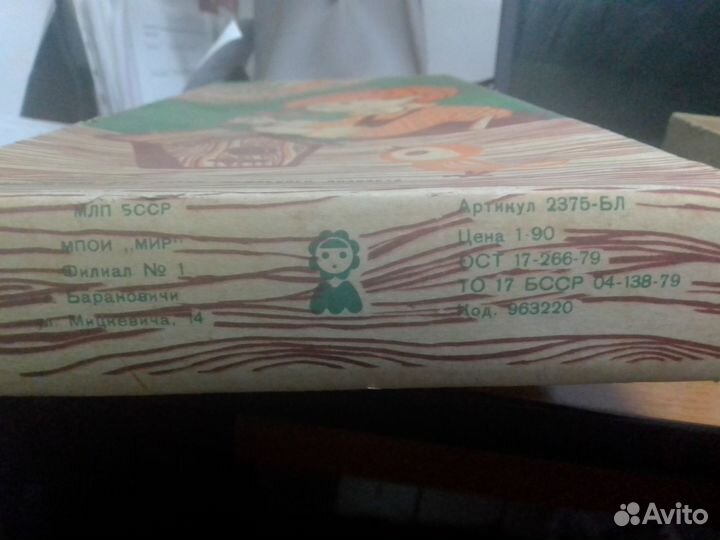 МЛП БССР
МПОИ „МИР"
Филиал № 1
Барановичи
ул. Мицкевича, 14
Артикул 2375-БЛ
Цена 1-90
ОСТ 17-266-79
ТО 17 БССР 04-138-79
Код. 963220
Avito